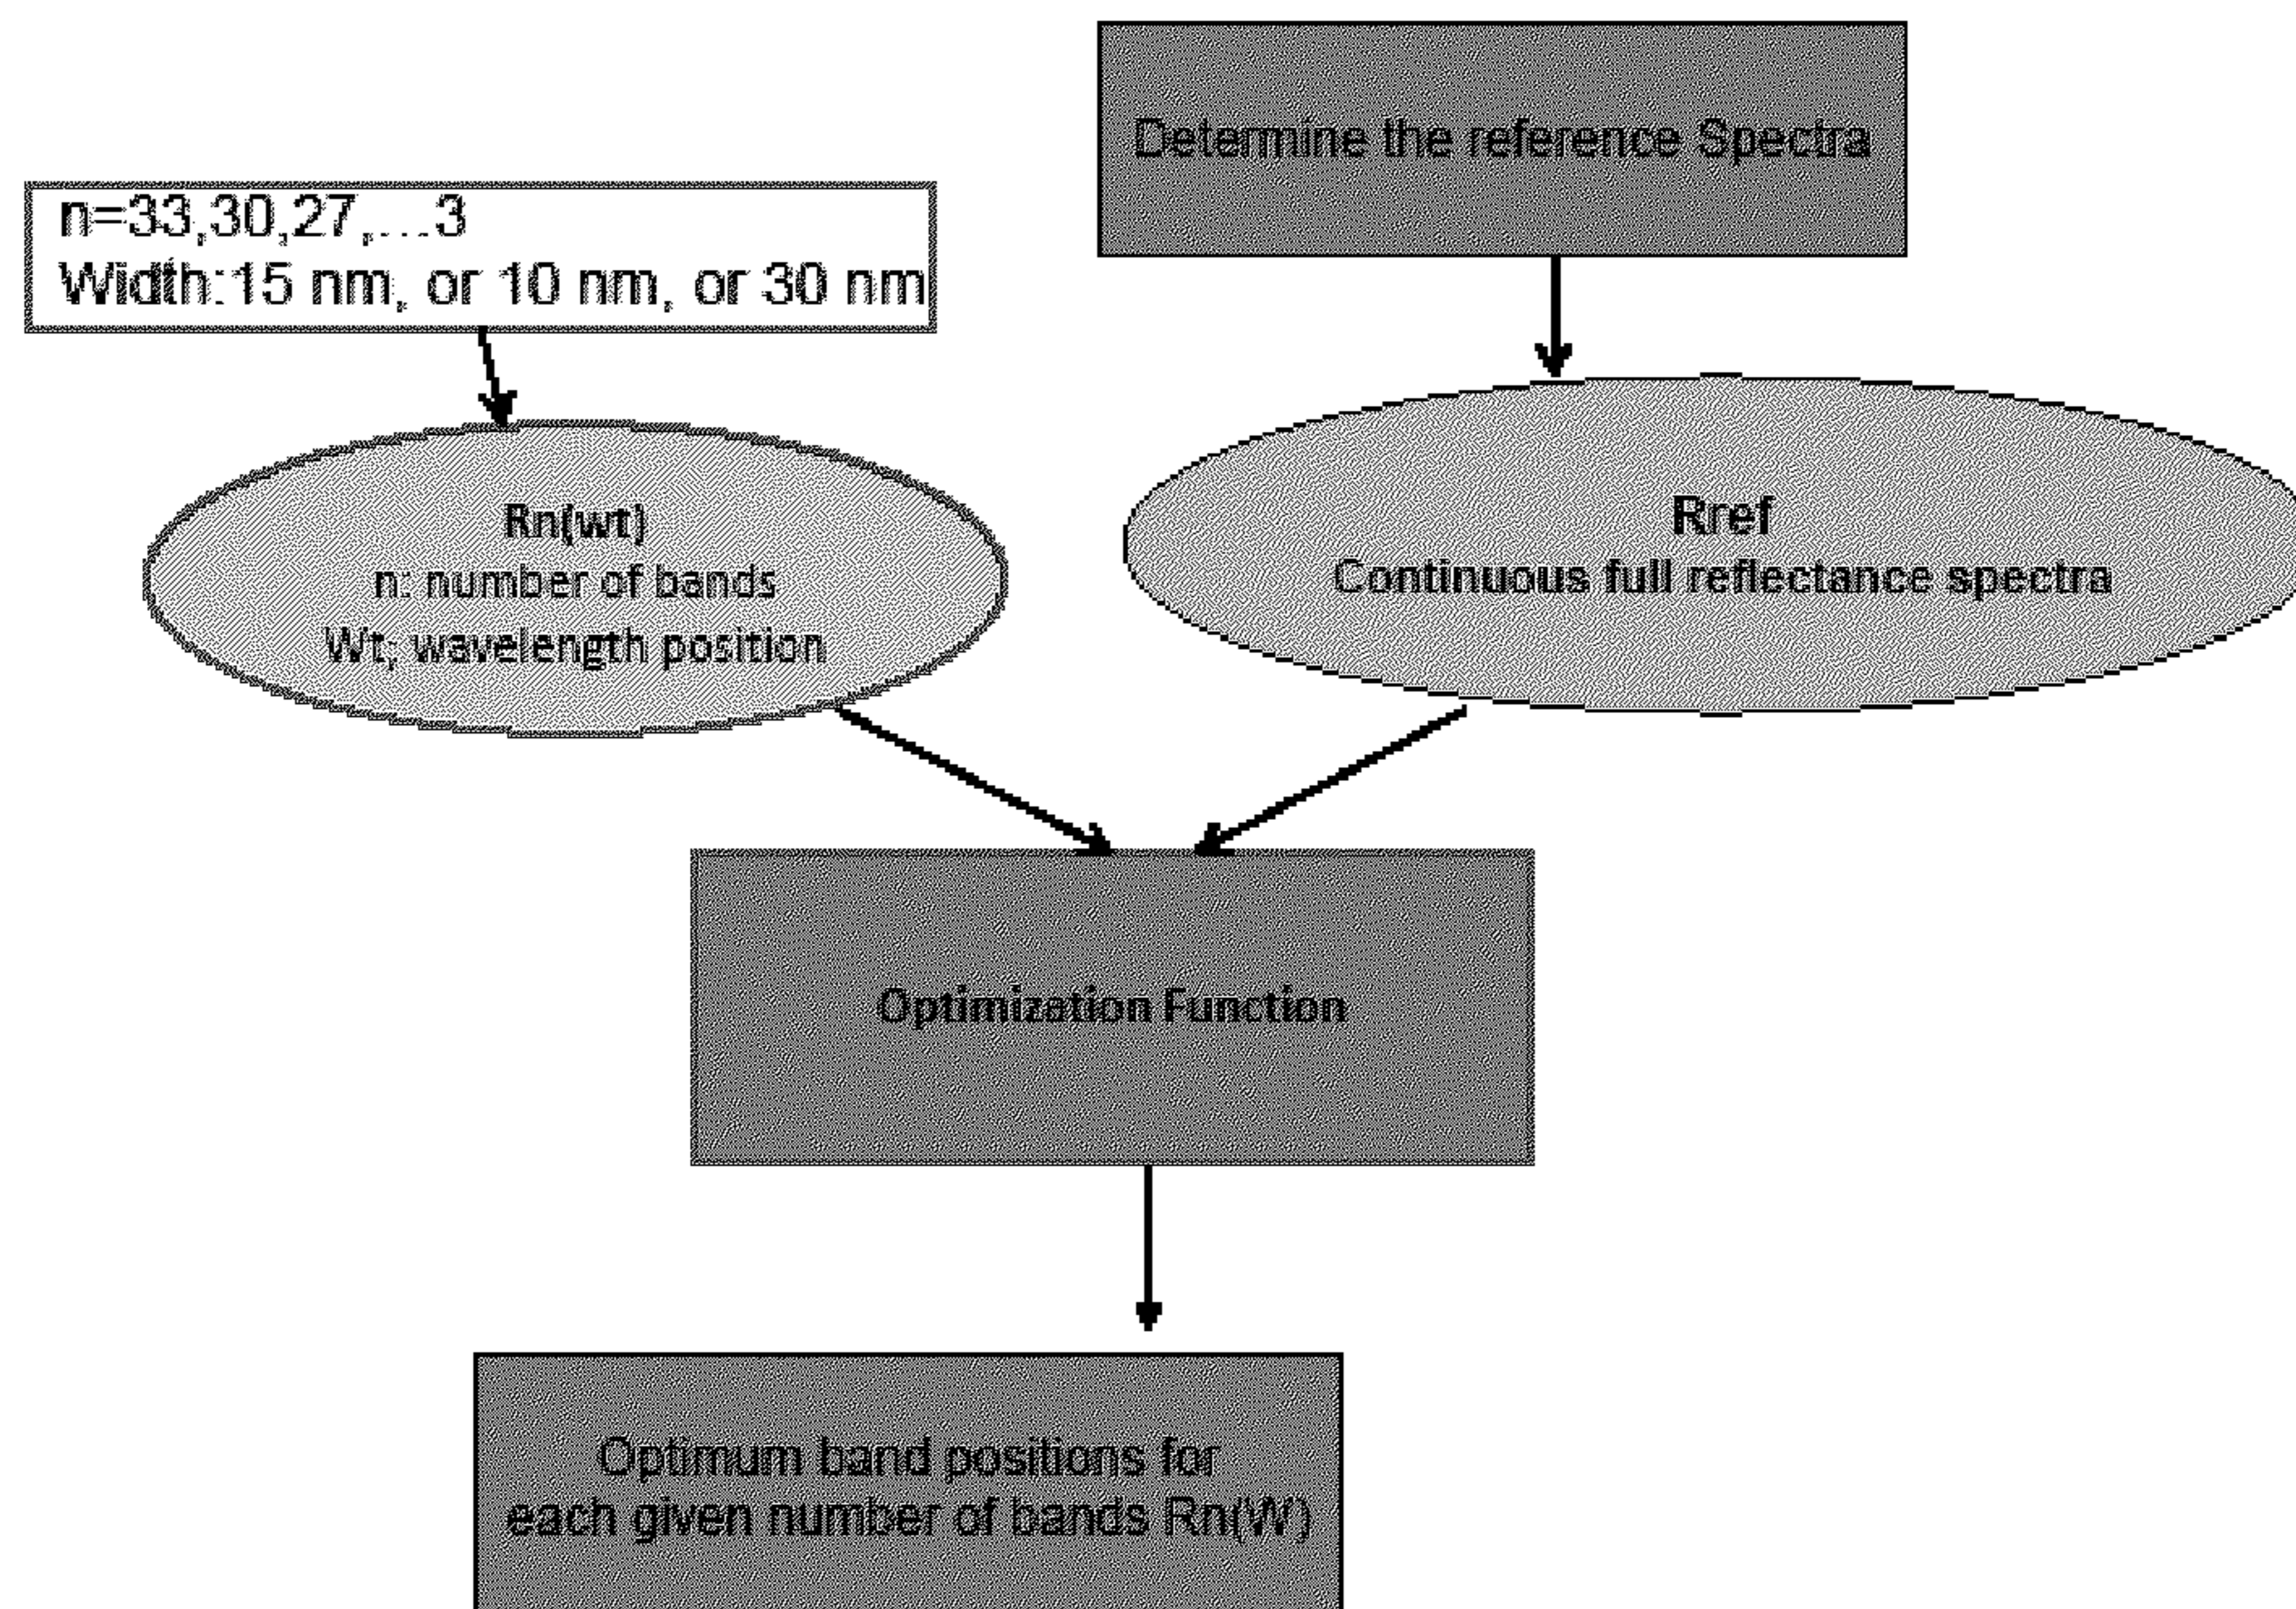 Determine the reference Spectra
n=33,30,27,...3
Width:15 nm, or 10 nm, or 30 nm
Rn(wt)
n: number of bands
Wt; wavelength position
Rref
Continuous full reflectance spectra
Optimization Function
Optimum band positions for
each given number of bands Rn(W)